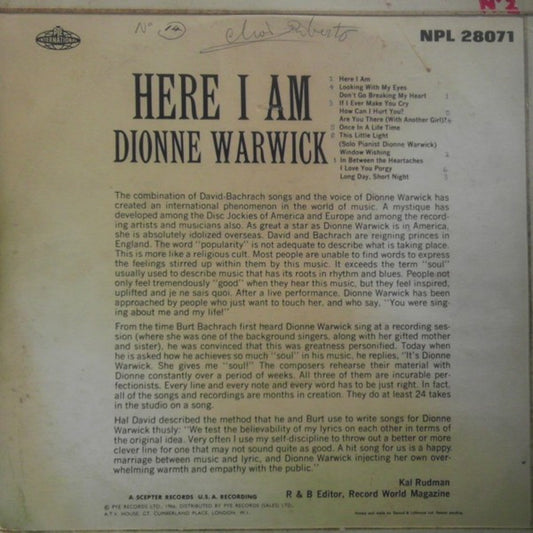 Nº 2
Nº 14
Roberto
NPL 28071
INTERNATIONAL
HERE I AM
DIONNE WARWICK
Here I Am
Looking With My Eyes
Don't Go Breaking My Heart
If I Ever Make You Cry
How Can I Hurt You?
Are You There (With Another Girl)?
Once In A Life Time
This Little Light
(Solo Pianist Dionne Warwick)
Window Wishing
In Between the Heartaches
I Love You Porgy
Long Day, Short Night
The combination of David-Bachrach songs and the voice of Dionne Warwick has
created an international phenomenon in the world of music. A mystique has
developed among the Disc Jockies of America and Europe and among the record-
ing artists and musicians also. As great a star as Dionne Warwick is in America,
she is absolutely idolized overseas. David and Bachrach are reigning princes in
England. The word "popularity" is not adequate to describe what is taking place.
This is more like a religious cult. Most people are unable to find words to express
the feelings stirred up within them by this music. It exceeds the term "soul"
usually used to describe music that has its roots in rhythm and blues. People not
only feel tremendously "good" when they hear this music, but they feel inspired,
uplifted and je ne sais quoi. After a live performance, Dionne Warwick has been
approached by people who just want to touch her, and who say, "You were sing-
ing about me and my life!"
From the time Burt Bachrach first heard Dionne Warwick sing at a recording ses-
sion (where she was one of the background singers, along with her gifted mother
and sister), he was convinced that this was greatness personified. Today when
he is asked how he achieves so much "soul" in his music, he replies, "It's Dionne
Warwick. She gives me "soul!" The composers rehearse their material with
Dionne constantly over a period of weeks. All three of them are incurable per-
fectionists. Every line and every note and every word has to be just right. In fact,
all of the songs and recordings are months in creation. They do at least 24 takes
in the studio on a song.
Hal David described the method that he and Burt use to write songs for Dionne
Warwick thusly: "We test the believability of my lyrics on each other in terms of
the original idea. Very often I use my self-discipline to throw out a better or more
clever line for one that may not sound quite as good. A hit song for us is a happy
marriage between music and lyric, and Dionne Warwick injecting her own over-
whelming warmth and empathy with the public."
Kal Rudman
R & B Editor, Record World Magazine
A SCEPTER RECORDS U.S.A. RECORDING
© PYE RECORDS LTD., 1966, DISTRIBUTED BY PYE RECORDS (SALES) LTD.,
A.T.V. HOUSE, GT. CUMBERLAND PLACE, LONDON, W.1.